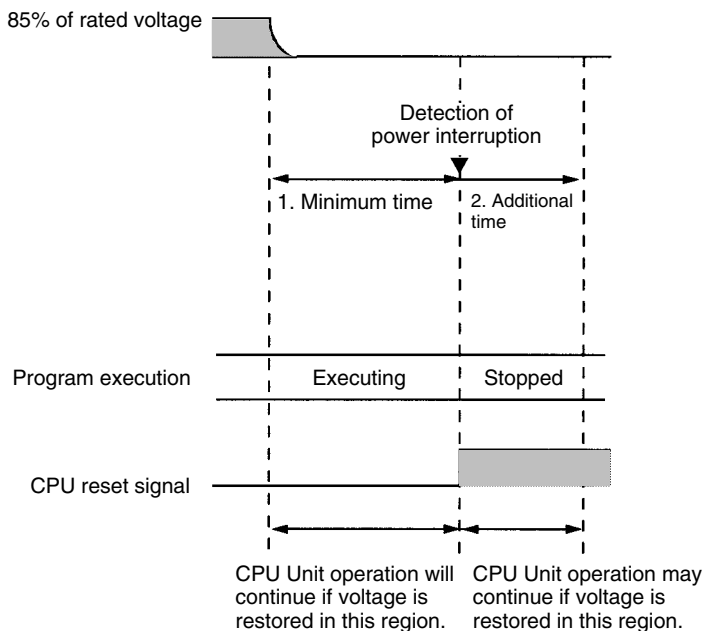 85% of rated voltage
Detection of
power interruption
1. Minimum time
2. Additional
time
Program execution
Executing
Stopped
CPU reset signal
CPU Unit operation will
continue if voltage is
restored in this region.
CPU Unit operation may
continue if voltage is
restored in this region.